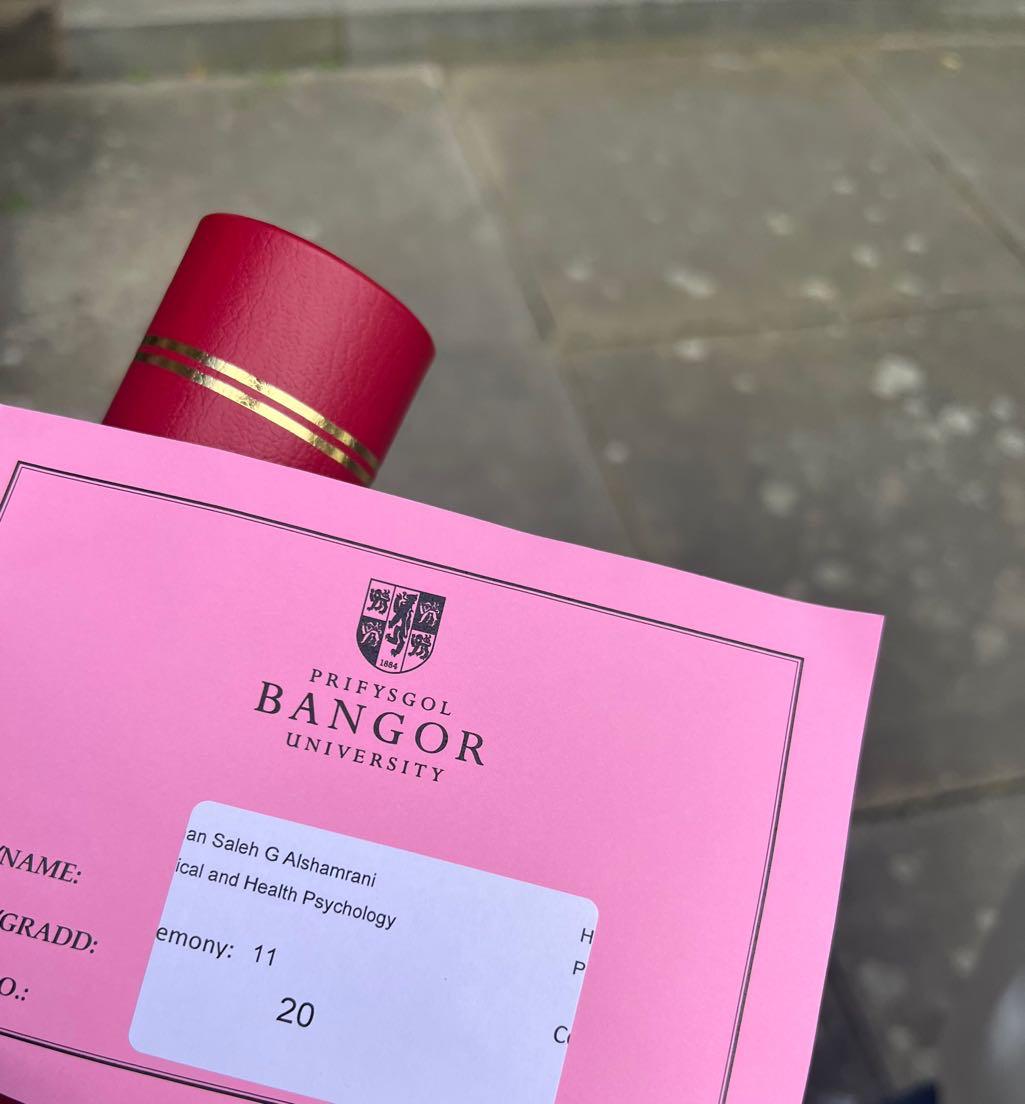 1884
PRIFYSGOL
BANGOR
UNIVERSITY
/NAME:
an Saleh G Alshamrani
ical and Health Psychology
H
/GRADD:
emony: 11
P
O.:
20
C